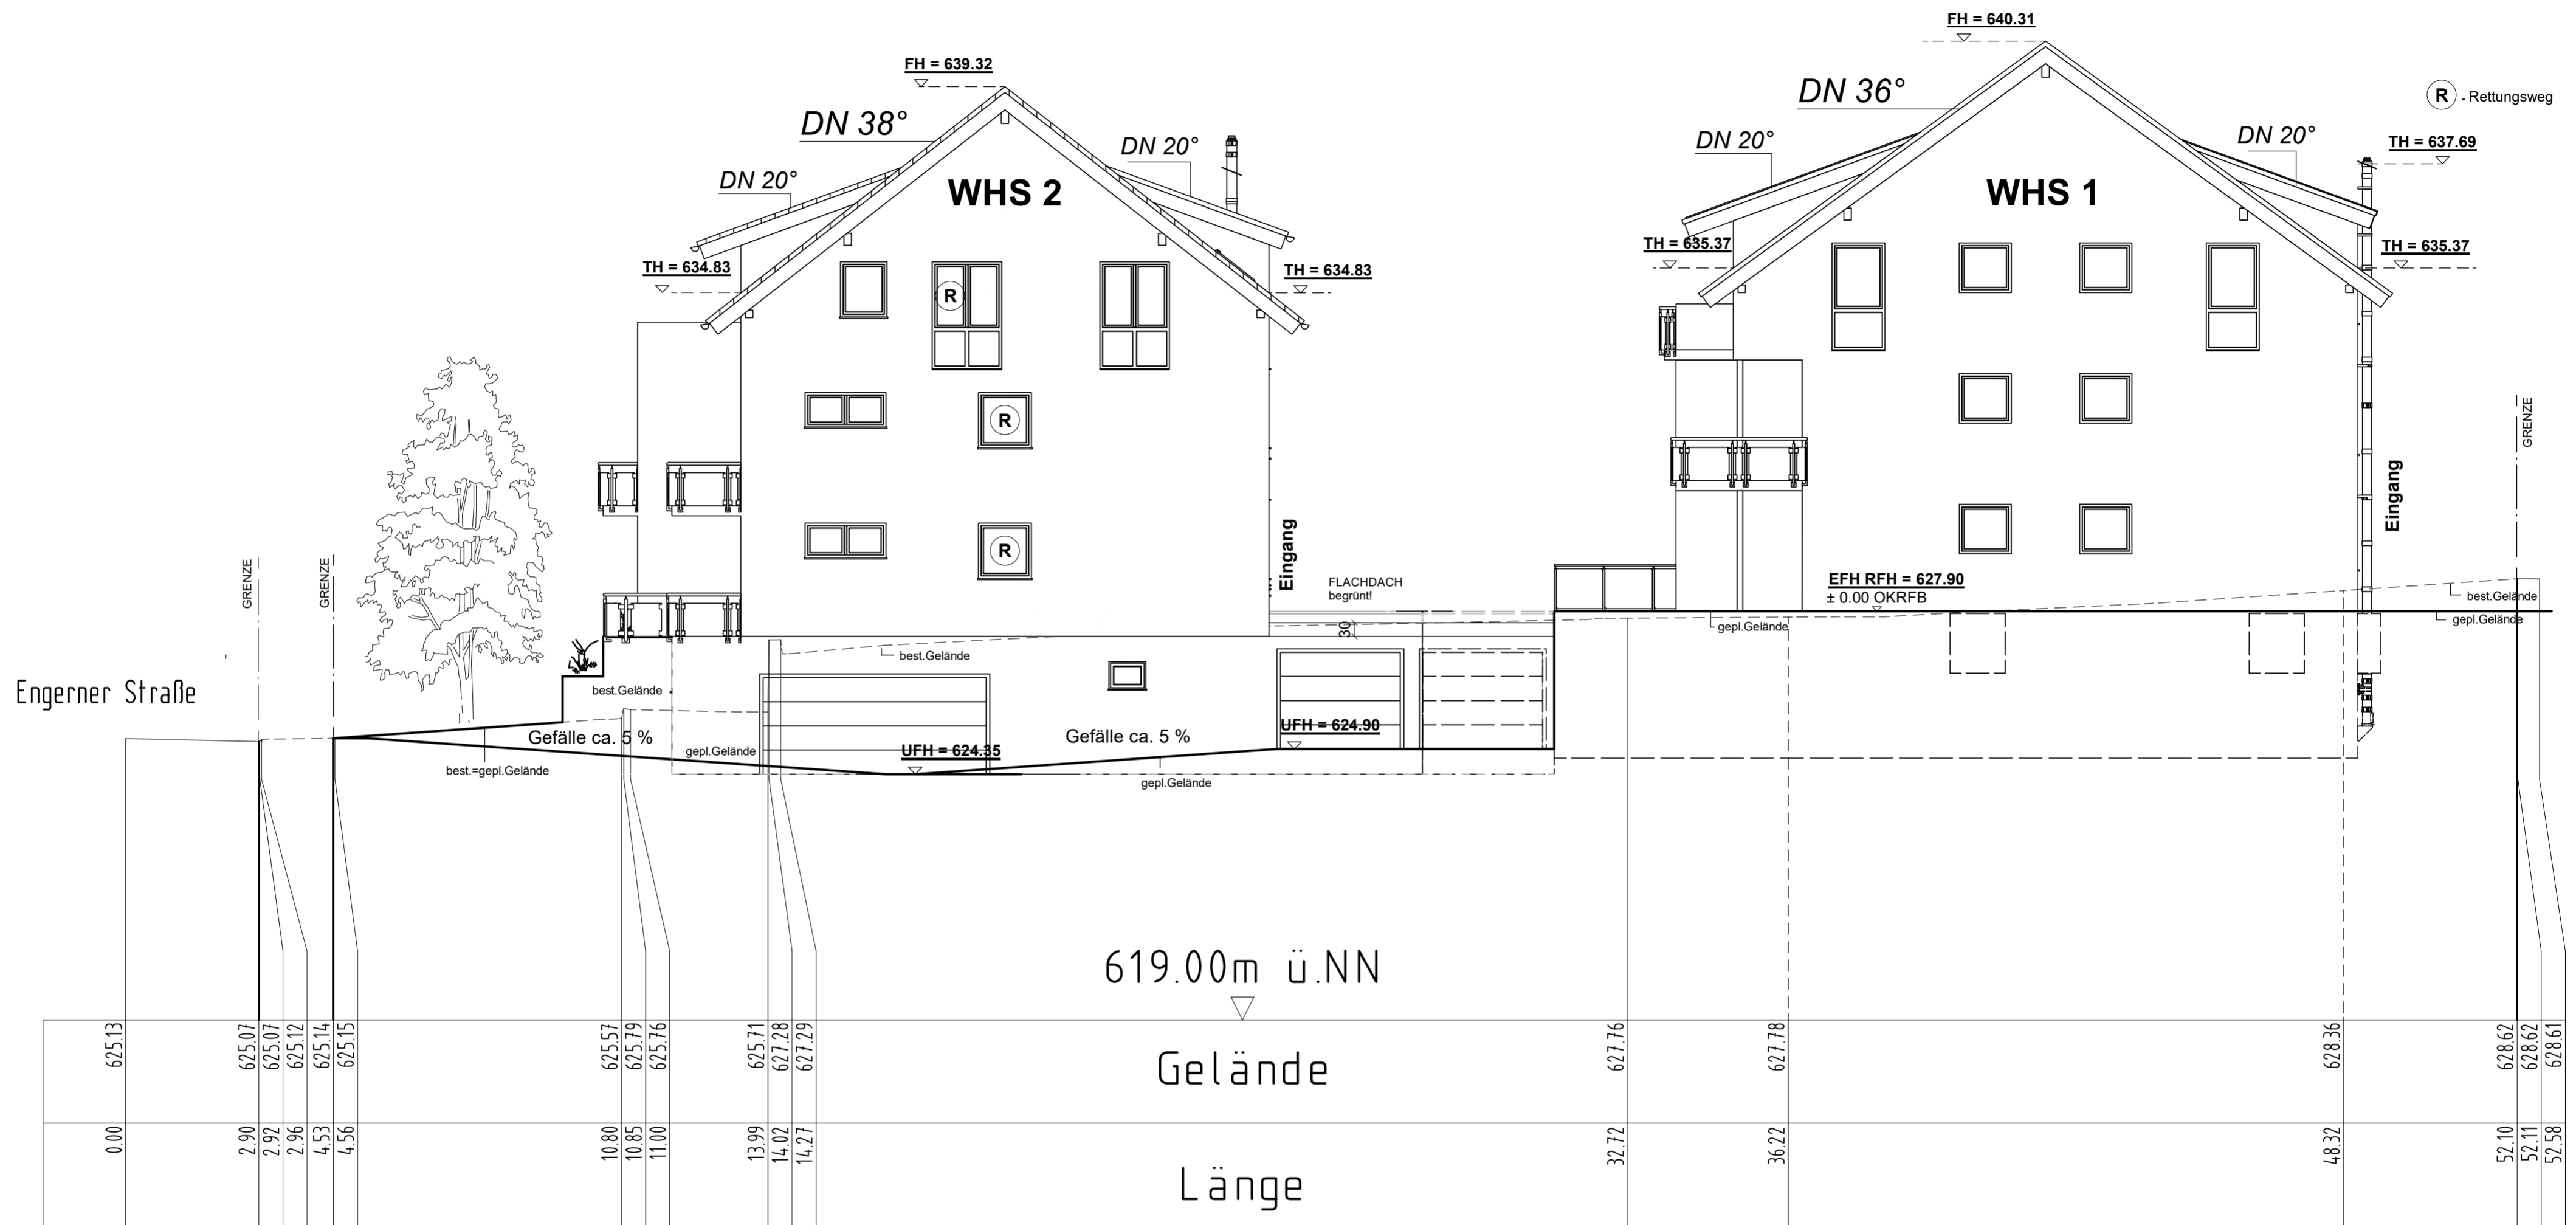 FH = 640.31
FH = 639.32
DN 36°
R - Rettungsweg
DN 38°
DN 20°
DN 20°
DN 20°
TH = 637.69
DN 20°
WHS 2
WHS 1
TH = 635.37
TH = 635.37
TH = 634.83
TH = 634.83
R
R
R
GRENZE
Eingang
Eingang
GRENZE
GRENZE
FLACHDACH
begrünt!
EFH RFH = 627.90
± 0.00 OKRFB
best.Gelände
gepl.Gelände
gepl.Gelände
30
best.Gelände
best.Gelände
Engerner Straße
UFH = 624.90
Gefälle ca. 5 %
Gefälle ca. 5 %
gepl.Gelände
UFH = 624.35
best.=gepl.Gelände
gepl.Gelände
619.00m ü.NN
625.13
625.07
625.07
625.12
625.14
625.15
625.57
625.79
625.76
625.71
627.28
627.29
627.76
627.78
628.36
628.62
628.62
628.61
Gelände
0.00
2.90
2.92
2.96
4.53
4.56
10.80
10.85
11.00
13.99
14.02
14.27
32.72
36.22
48.32
52.10
52.11
52.58
Länge